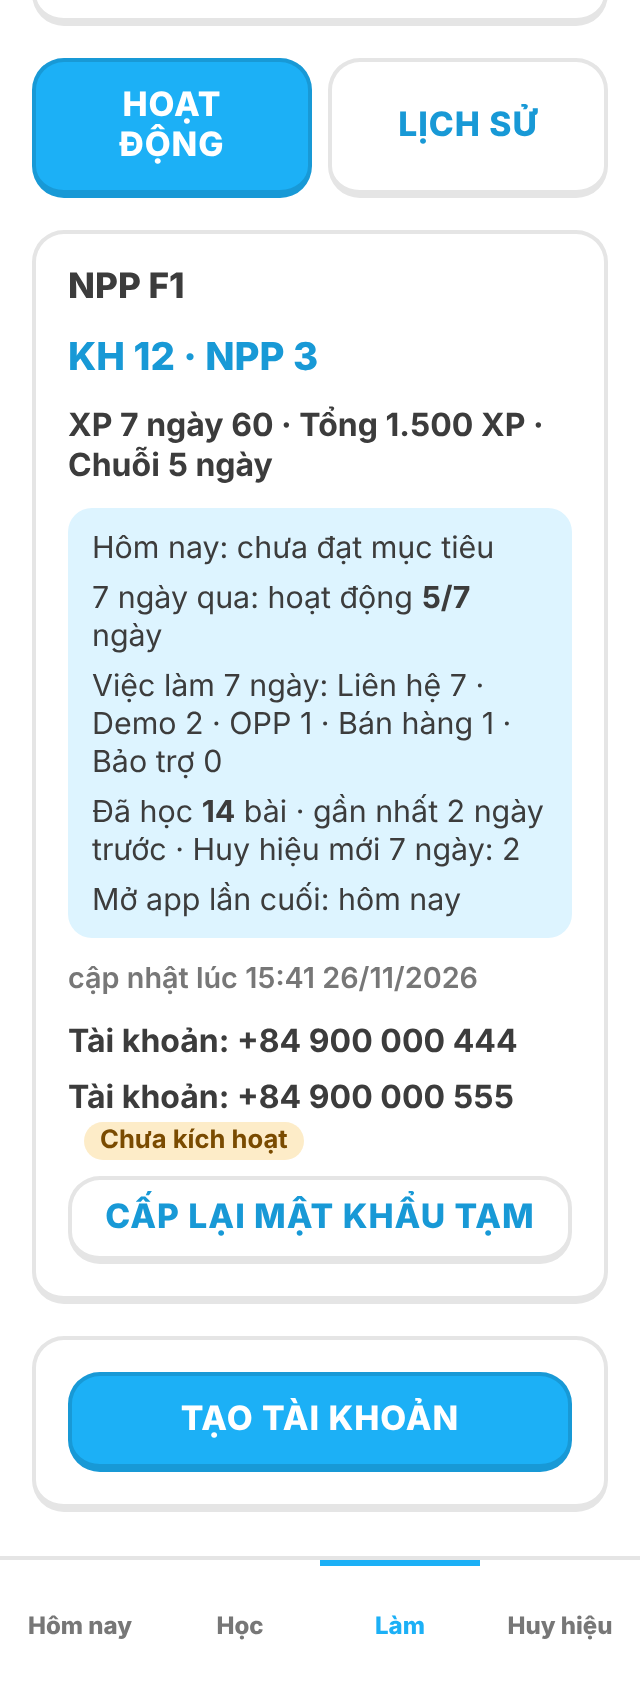 HOẠT
ĐỘNG
LỊCH SỬ
NPP F1
KH 12 · NPP 3
XP 7 ngày 60 · Tổng 1.500 XP ·
Chuỗi 5 ngày
Hôm nay: chưa đạt mục tiêu
7 ngày qua: hoạt động 5/7
ngày
Việc làm 7 ngày: Liên hệ 7 ·
Demo 2 · OPP 1 · Bán hàng 1 ·
Bảo trợ 0
Đã học 14 bài · gần nhất 2 ngày
trước · Huy hiệu mới 7 ngày: 2
Mở app lần cuối: hôm nay
cập nhật lúc 15:41 26/11/2026
Tài khoản: +84 900 000 444
Tài khoản: +84 900 000 555
Chưa kích hoạt
CẤP LẠI MẬT KHẨU TẠM
TẠO TÀI KHOẢN
Hôm nay
Học
Làm
Huy hiệu